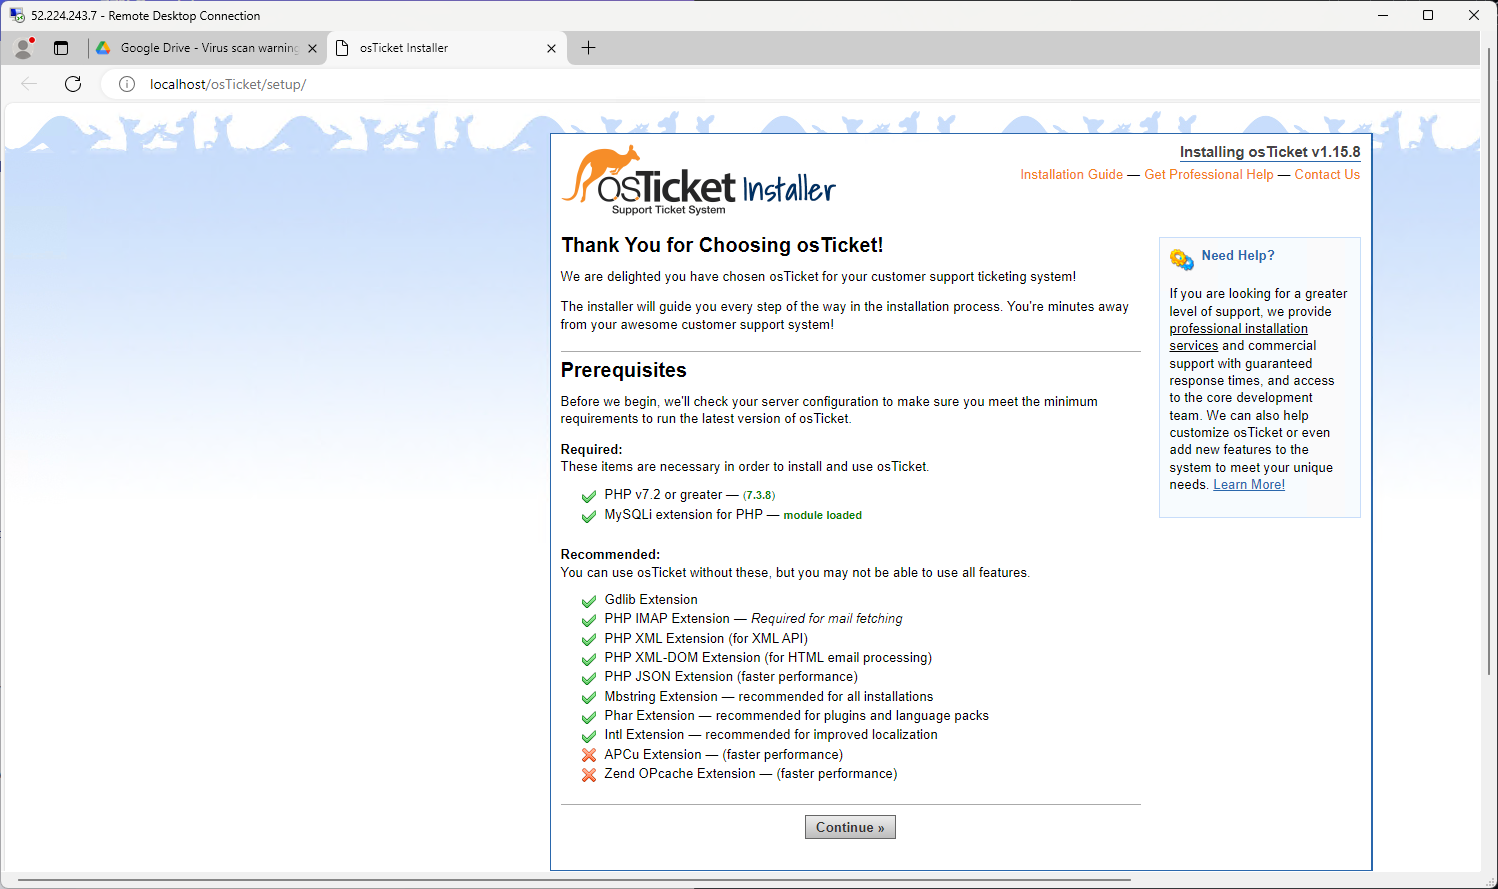 52.224.243.7 - Remote Desktop Connection
Google Drive - Virus scan warning
osTicket Installer
localhost/osTicket/setup/
osTicket Installer
Support Ticket System
Installing osTicket v1.15.8
Installation Guide — Get Professional Help — Contact Us
Thank You for Choosing osTicket!
We are delighted you have chosen osTicket for your customer support ticketing system!
The installer will guide you every step of the way in the installation process. You're minutes away
from your awesome customer support system!
Prerequisites
Before we begin, we'll check your server configuration to make sure you meet the minimum
requirements to run the latest version of osTicket.
Required:
These items are necessary in order to install and use osTicket.
PHP v7.2 or greater — (7.3.8)
MySQLi extension for PHP — module loaded
Recommended:
You can use osTicket without these, but you may not be able to use all features.
Gdlib Extension
PHP IMAP Extension — Required for mail fetching
PHP XML Extension (for XML API)
PHP XML-DOM Extension (for HTML email processing)
PHP JSON Extension (faster performance)
Mbstring Extension — recommended for all installations
Phar Extension — recommended for plugins and language packs
Intl Extension — recommended for improved localization
APCu Extension — (faster performance)
Zend OPcache Extension — (faster performance)
Continue »
Need Help?
If you are looking for a greater
level of support, we provide
professional installation
services and commercial
support with guaranteed
response times, and access
to the core development
team. We can also help
customize osTicket or even
add new features to the
system to meet your unique
needs. Learn More!